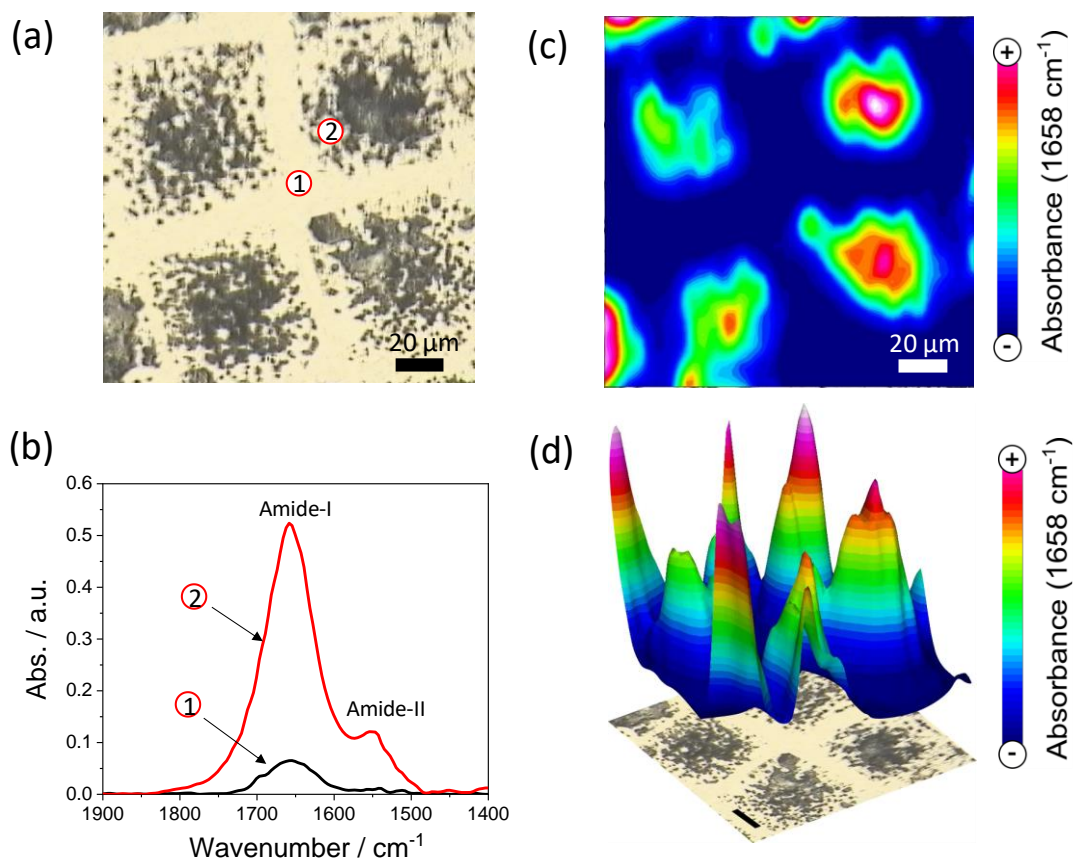 (a)
②
①
20 µm
(b)
0.6
0.5
0.4
0.3
0.2
0.1
0.0
Abs. / a.u.
Amide-I
②
Amide-II
①
1900 1800 1700 1600 1500 1400
Wavenumber / cm⁻¹
(c)
20 µm
+
Absorbance (1658 cm⁻¹)
-
(d)
+
Absorbance (1658 cm⁻¹)
-